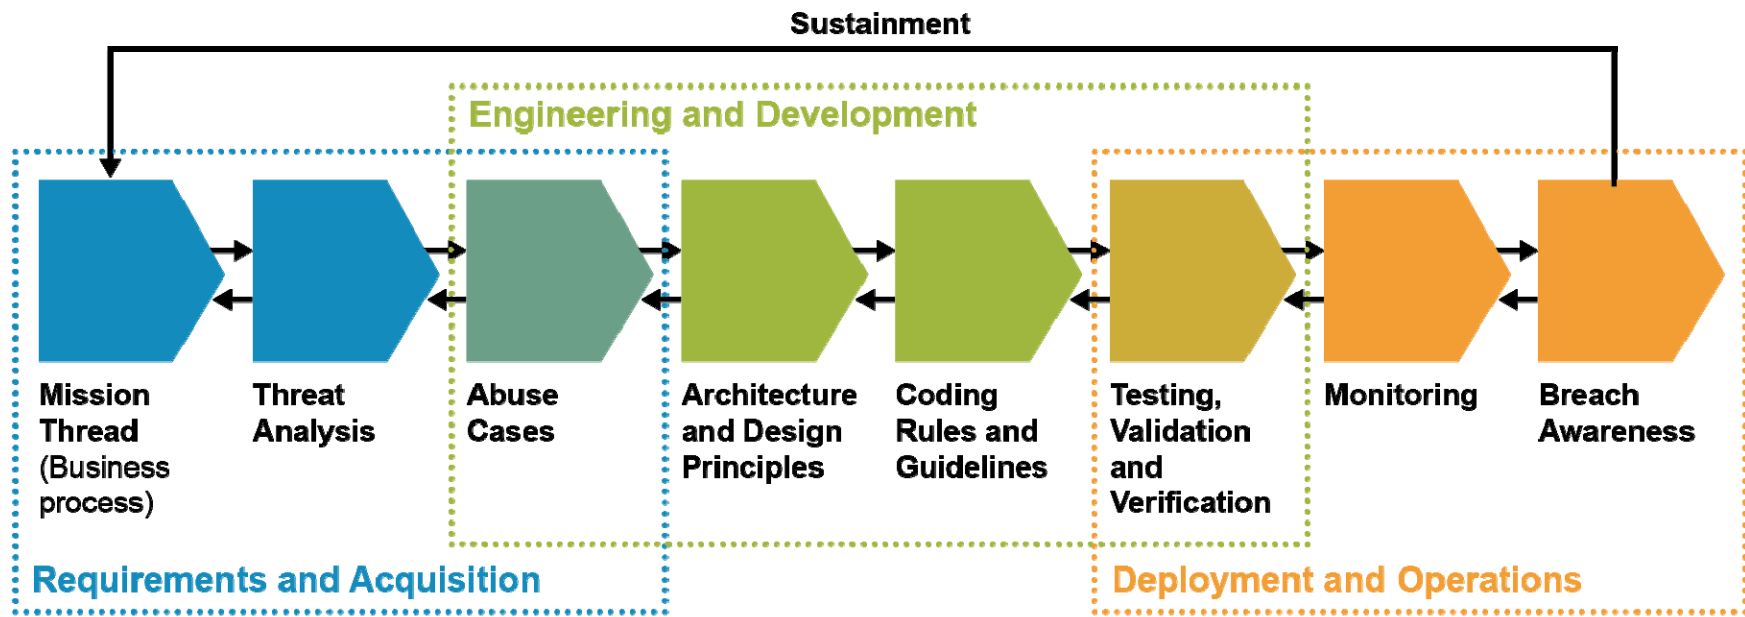 Sustainment
Engineering and Development
Mission
Thread
(Business
process)
Threat
Analysis
Abuse
Cases
Architecture
and Design
Principles
Coding
Rules and
Guidelines
Testing,
Validation
and
Verification
Monitoring
Breach
Awareness
Requirements and Acquisition
Deployment and Operations